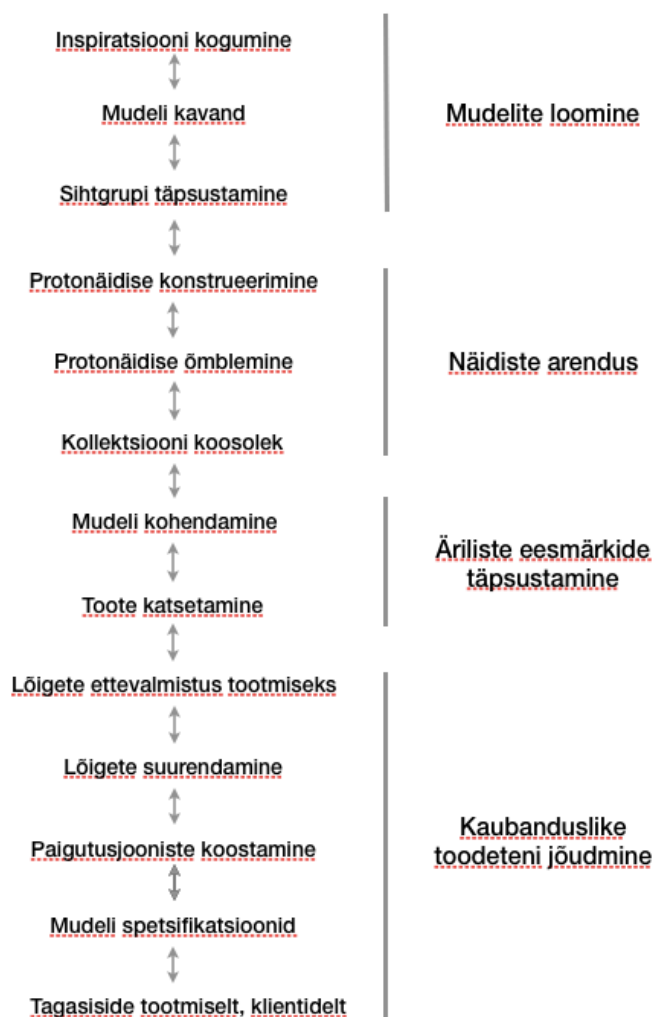 Inspiratsiooni kogumine
Mudeli kavand
Sihtgrupi täpsustamine
Mudelite loomine
Protonäidise konstrueerimine
Protonäidise õmblemine
Kollektsiooni koosolek
Näidiste arendus
Mudeli kohendamine
Toote katsetamine
Äriliste eesmärkide
täpsustamine
Lõigete ettevalmistus tootmiseks
Lõigete suurendamine
Paigutusjooniste koostamine
Mudeli spetsifikatsioonid
Tagasiside tootmiselt, klientidelt
Kaubanduslike
toodeteni jõudmine